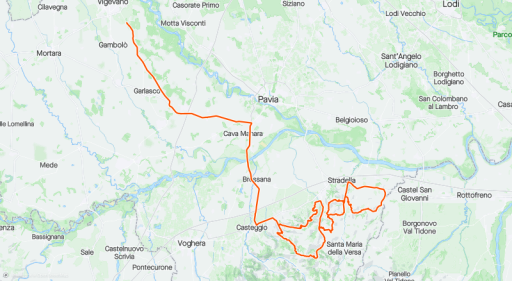 Cilavegna
Vigevano
Casorate Primo
Siziano
Lodi
Motta Visconti
Lodi Vecchio
Parco
Mortara
Gambolò
Sant'Angelo
Lodigiano
Borghetto
Lodigiano
Garlasco
Pavia
San Colombano
al Lambro
Casa
Belgioioso
Cava Manara
lle Lomellina
Mede
Bressana
Stradella
Castel San
Giovanni
Rottofreno
enza
Bassignana
Casteggio
Borgonovo
Val Tidone
Voghera
Santa Maria
della Versa
Sale
Castelnuovo
Scrivia
Pontecurone
Pianello
Val Tidone